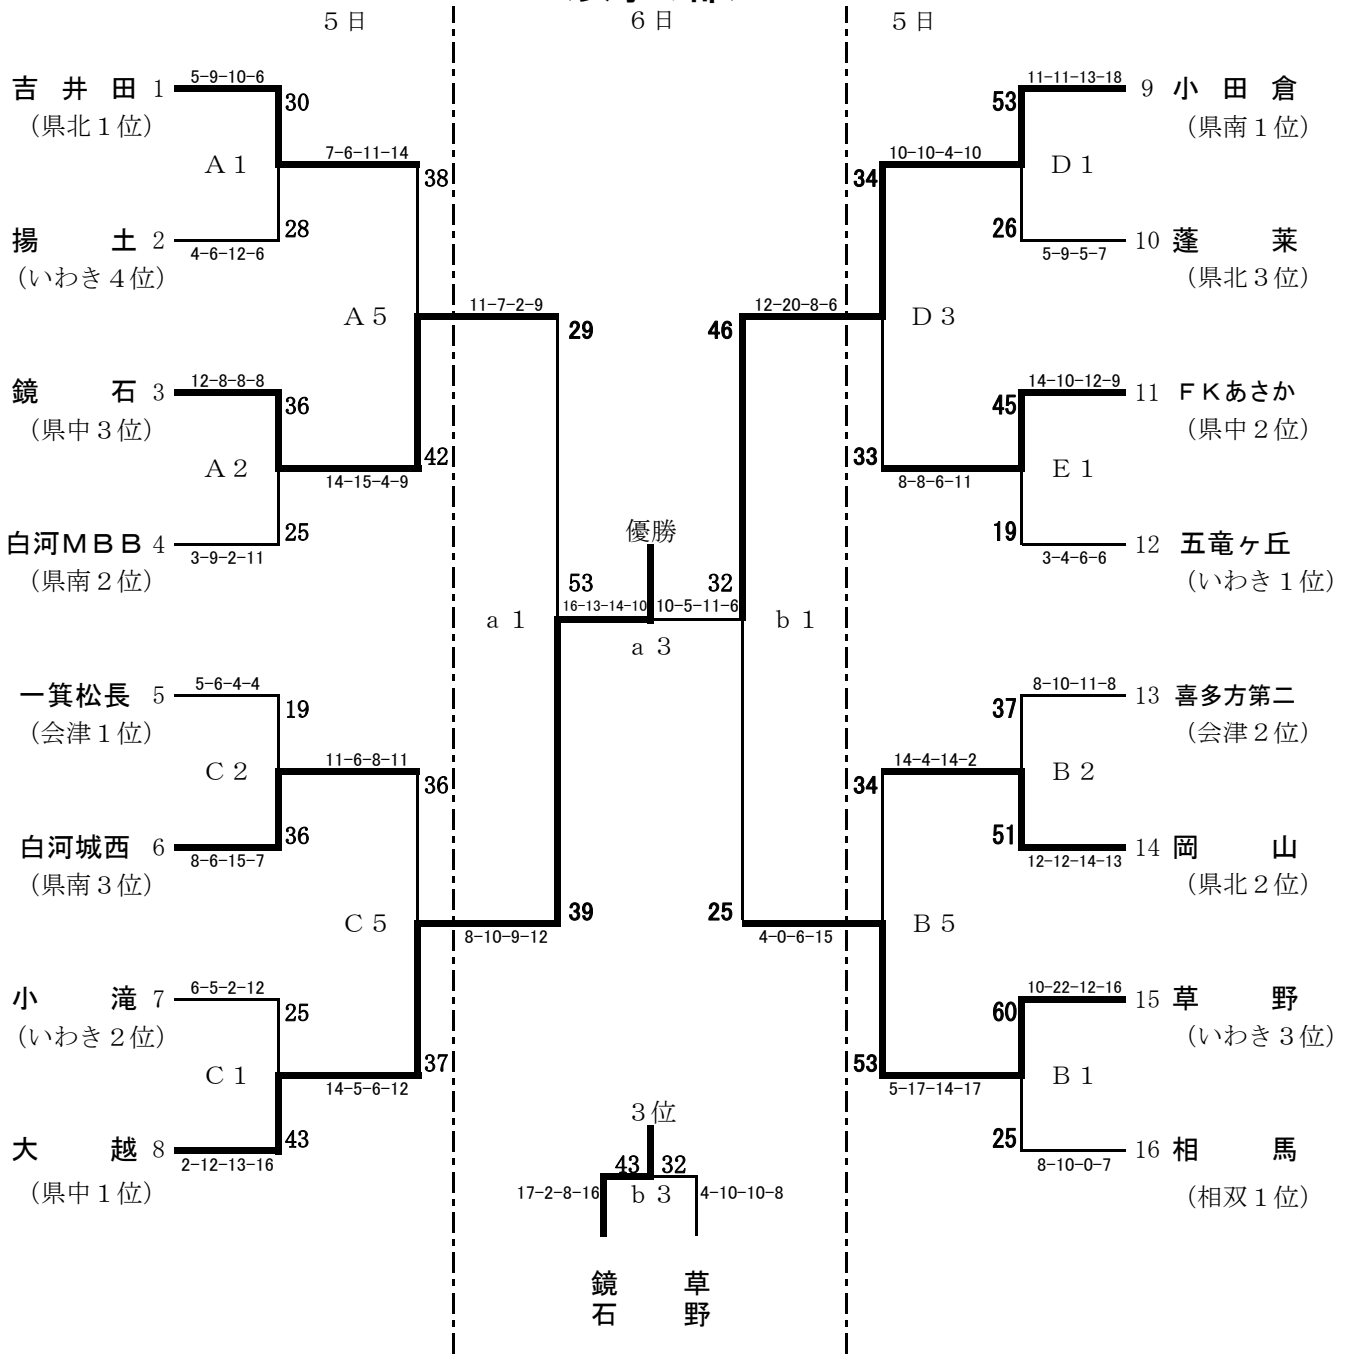 5日
6日
5日
吉井田 1 5-9-10-6 30
(県北1位)
A1
7-6-11-14 38
揚土 2 4-6-12-6 28
(いわき4位)
A5
11-7-2-9 29
鏡石 3 12-8-8-8 36
(県中3位)
A2
14-15-4-9 42
白河MBB 4 3-9-2-11 25
(県南2位)
a1
一箕松長 5 5-6-4-4 19
(会津1位)
C2
11-6-8-11 36
白河城西 6 8-6-15-7 36
(県南3位)
C5
8-10-9-12 39
小滝 7 6-5-2-12 25
(いわき2位)
C1
14-5-6-12 37
大越 8 2-12-13-16 43
(県中1位)
優勝
53 32
16-13-14-10 10-5-11-6
a3
3位
43 32
17-2-8-16 b3 4-10-10-8
鏡石
草野
53 11-11-13-18 9 小田倉
(県南1位)
D1
34 10-10-4-10
26 5-9-5-7 10 蓬莱
(県北3位)
D3
46 12-20-8-6
45 14-10-12-9 11 FKあさか
(県中2位)
E1
33 8-8-6-11
19 3-4-6-6 12 五竜ヶ丘
(いわき1位)
b1
37 8-10-11-8 13 喜多方第二
(会津2位)
B2
34 14-4-14-2
51 12-12-14-13 14 岡山
(県北2位)
B5
25 4-0-6-15
60 10-22-12-16 15 草野
(いわき3位)
B1
53 5-17-14-17
25 8-10-0-7 16 相馬
(相双1位)